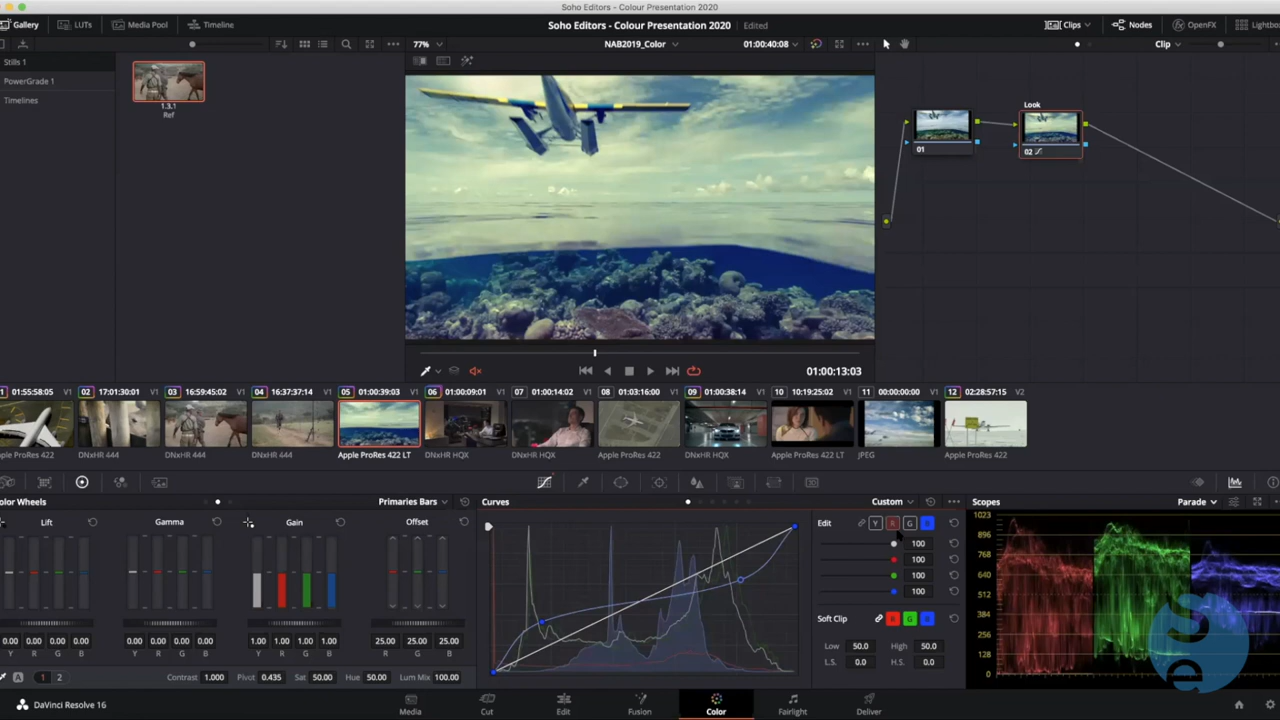 Soho Editors - Colour Presentation 2020
Gallery LUTs Media Pool Timeline Soho Editors - Colour Presentation 2020 Edited Clips Nodes OpenFX Lightbo
77% NAB2019_Color 01:00:40:08 Clip
Stills 1
PowerGrade 1
Timelines
1.3.1
Ref
Look
01 02
01:00:13:03
1 01:55:58:05 V1 02 17:01:30:01 V1 03 16:59:45:02 V1 04 16:37:37:14 V1 05 01:00:39:03 V1 06 01:00:09:01 V1 07 01:00:14:02 V1 08 01:03:16:00 V1 09 01:00:38:14 V1 10 10:19:25:02 V1 11 00:00:00:00 V1 12 02:28:57:15 V2
Apple ProRes 422 DNxHR 444 DNxHR 444 DNxHR 444 Apple ProRes 422 LT DNxHR HQX DNxHR HQX Apple ProRes 422 DNxHR HQX Apple ProRes 422 LT JPEG Apple ProRes 422
olor Wheels Primaries Bars Curves Custom Scopes Parade
Lift Gamma Gain Offset
Edit Y R G B
100
100
100
100
Soft Clip R G B
Low 50.0 High 50.0
L.S. 0.0 H.S. 0.0
0.00 0.00 0.00 0.00 0.00 0.00 0.00 0.00 1.00 1.00 1.00 1.00 25.00 25.00 25.00
Y R G B Y R G B Y R G B R G B
A 1 2 Contrast 1.000 Pivot 0.435 Sat 50.00 Hue 50.00 Lum Mix 100.00
1023
896
768
640
512
384
256
128
0
DaVinci Resolve 16 Media Cut Edit Fusion Color Fairlight Deliver